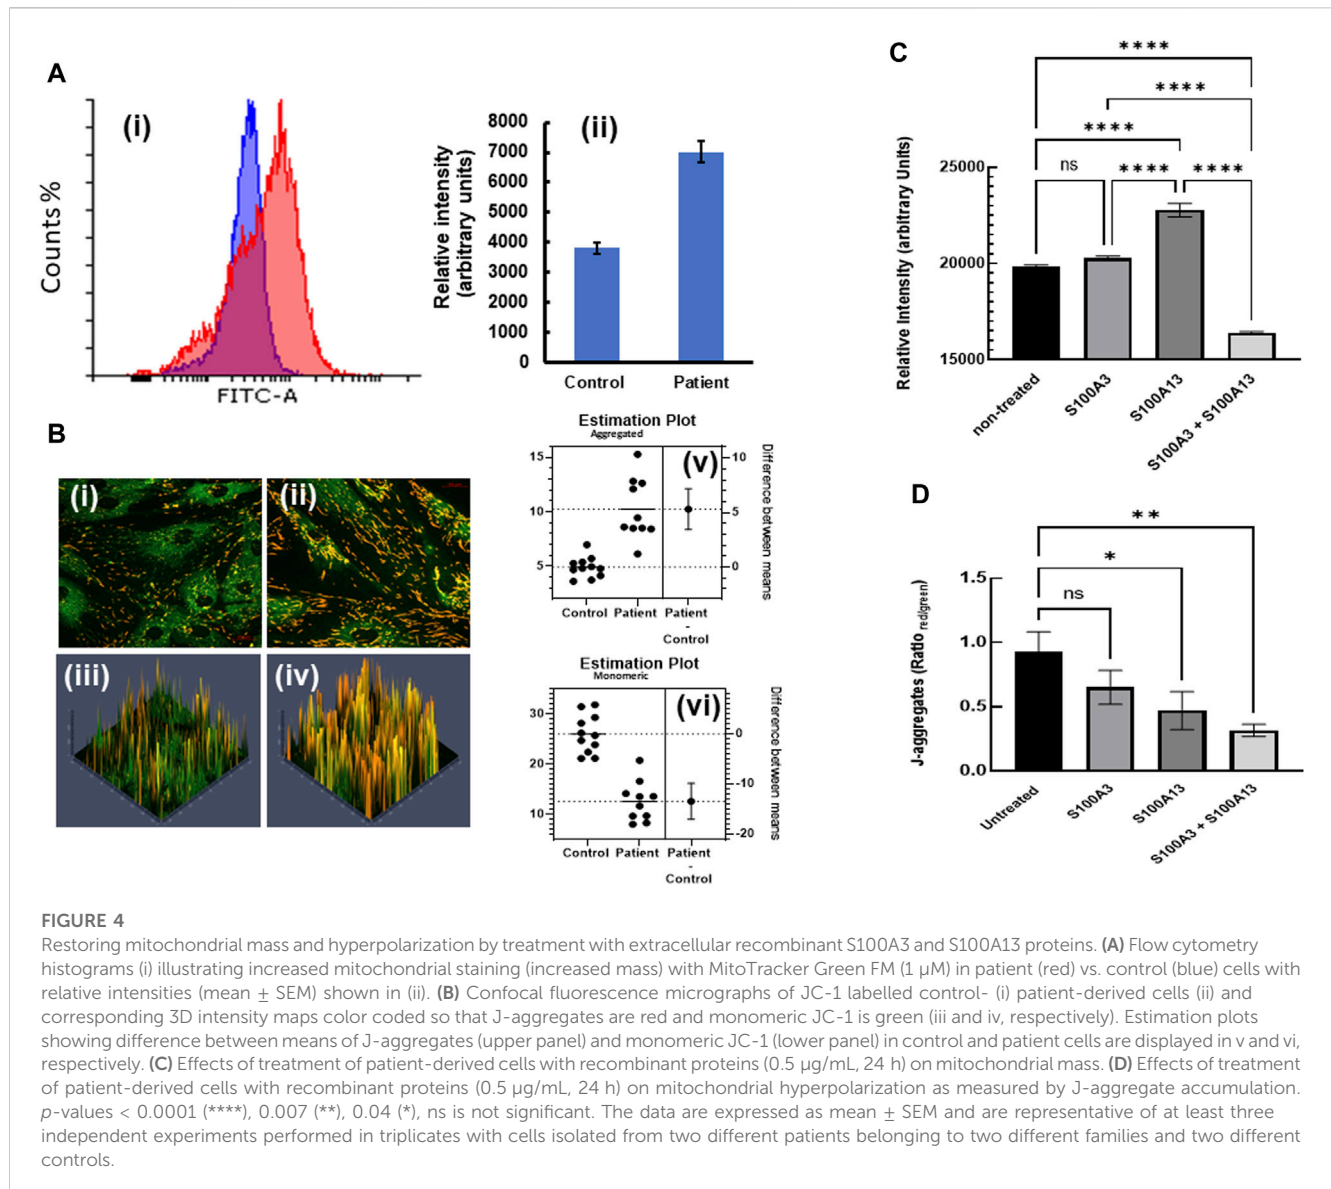 A
(i)
Counts %
FITC-A
(ii)
Relative intensity
(arbitrary units)
8000
7000
6000
5000
4000
3000
2000
1000
0
Control
Patient
B
(i)
(ii)
(iii)
(iv)
Estimation Plot
Aggregated
(v)
15
10
5
10
5
0
Difference between means
Control
Patient
Patient
-
Control
Estimation Plot
Monomeric
(vi)
30
20
10
0
-10
-20
Difference between means
Control
Patient
Patient
-
Control
C
****
****
****
ns
****
****
Relative Intensity (arbitrary Units)
25000
20000
15000
non-treated
S100A3
S100A13
S100A3 + S100A13
D
**
*
ns
J-aggregates (Ratio red/green)
1.5
1.0
0.5
0.0
Untreated
S100A3
S100A13
S100A3 + S100A13
FIGURE 4
Restoring mitochondrial mass and hyperpolarization by treatment with extracellular recombinant S100A3 and S100A13 proteins. (A) Flow cytometry
histograms (i) illustrating increased mitochondrial staining (increased mass) with MitoTracker Green FM (1 µM) in patient (red) vs. control (blue) cells with
relative intensities (mean ± SEM) shown in (ii). (B) Confocal fluorescence micrographs of JC-1 labelled control- (i) patient-derived cells (ii) and
corresponding 3D intensity maps color coded so that J-aggregates are red and monomeric JC-1 is green (iii and iv, respectively). Estimation plots
showing difference between means of J-aggregates (upper panel) and monomeric JC-1 (lower panel) in control and patient cells are displayed in v and vi,
respectively. (C) Effects of treatment of patient-derived cells with recombinant proteins (0.5 µg/mL, 24 h) on mitochondrial mass. (D) Effects of treatment
of patient-derived cells with recombinant proteins (0.5 µg/mL, 24 h) on mitochondrial hyperpolarization as measured by J-aggregate accumulation.
p-values < 0.0001 (****), 0.007 (**), 0.04 (*), ns is not significant. The data are expressed as mean ± SEM and are representative of at least three
independent experiments performed in triplicates with cells isolated from two different patients belonging to two different families and two different
controls.